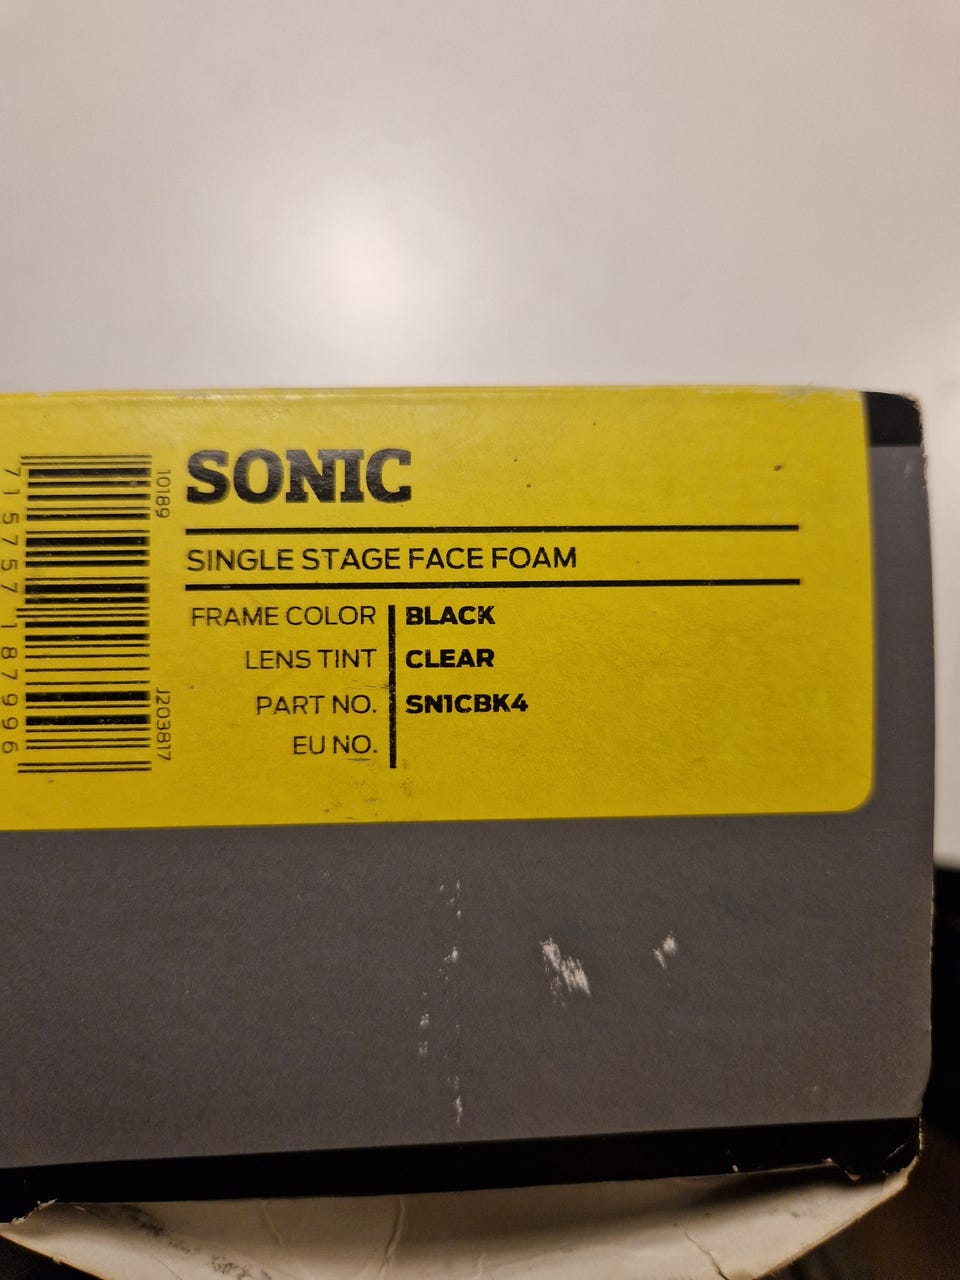 SONIC
SINGLE STAGE FACE FOAM
FRAME COLOR BLACK
LENS TINT CLEAR
PART NO. SN1CBK4
EU NO.
10189
J203817
7 15757 18799 6